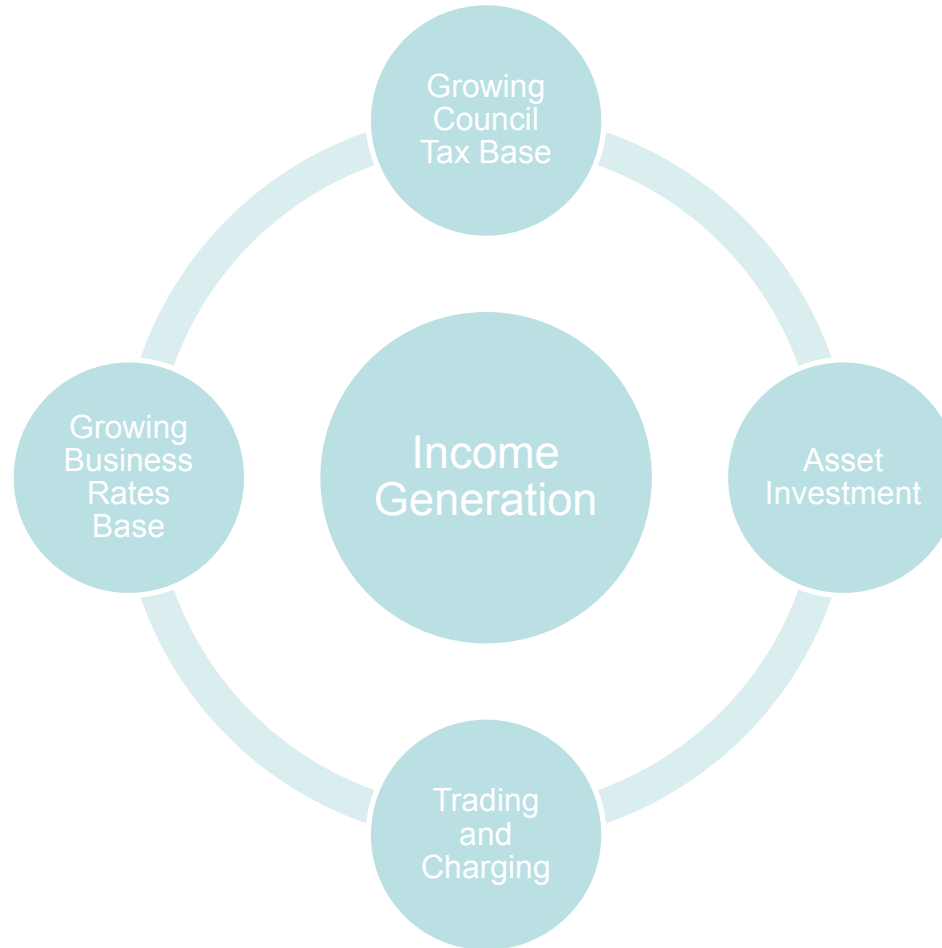 Growing
Council
Tax Base
Growing
Business
Rates
Base
Income
Generation
Asset
Investment
Trading
and
Charging